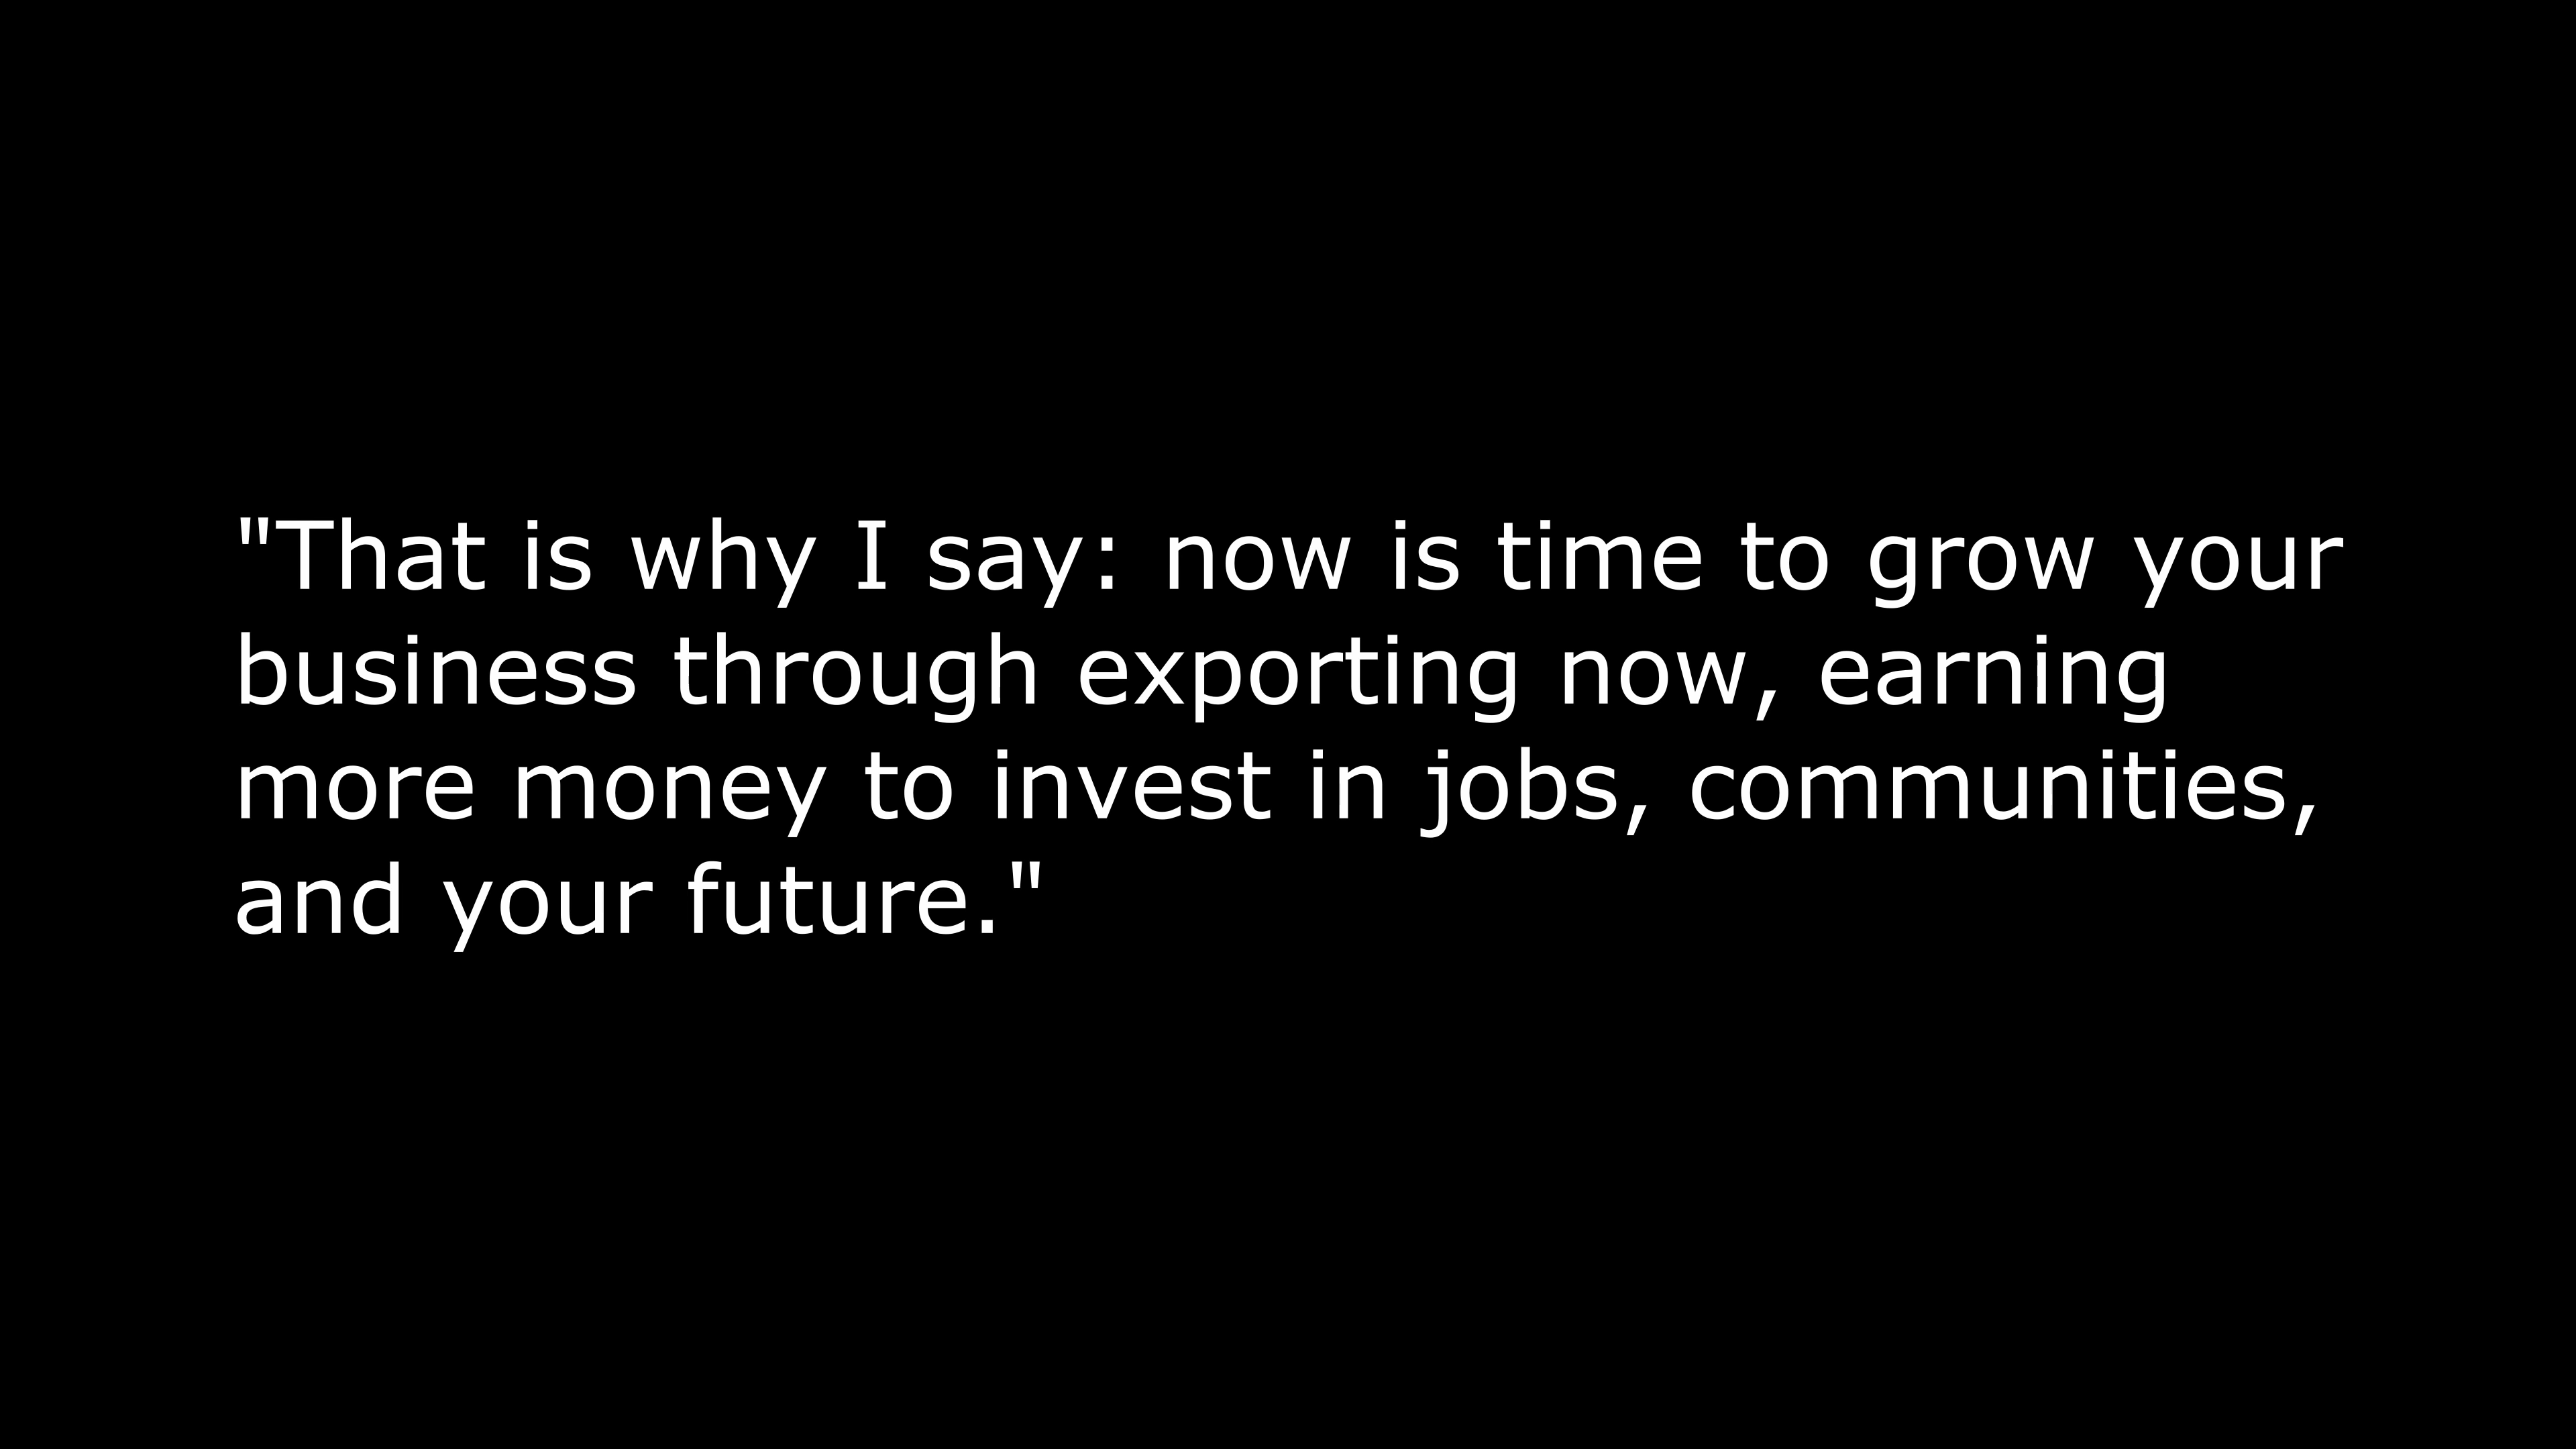 "That is why I say: now is time to grow your
business through exporting now, earning
more money to invest in jobs, communities,
and your future."